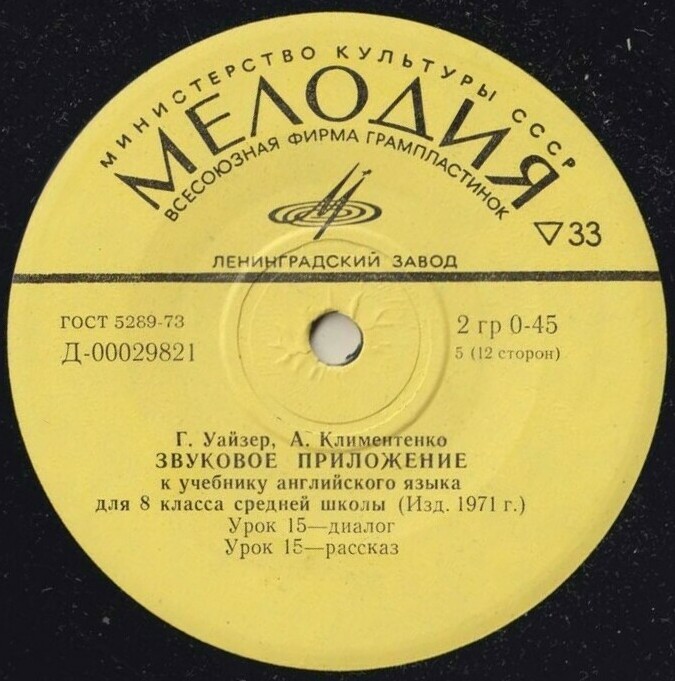 МИНИСТЕРСТВО КУЛЬТУРЫ СССР
МЕЛОДИЯ
ВСЕСОЮЗНАЯ ФИРМА ГРАМПЛАСТИНОК
▽33
ЛЕНИНГРАДСКИЙ ЗАВОД
ГОСТ 5289-73
2 гр 0-45
Д-00029821
5 (12 сторон)
Г. Уайзер, А. Климентенко
ЗВУКОВОЕ ПРИЛОЖЕНИЕ
к учебнику английского языка
для 8 класса средней школы (Изд. 1971 г.)
Урок 15—диалог
Урок 15—рассказ